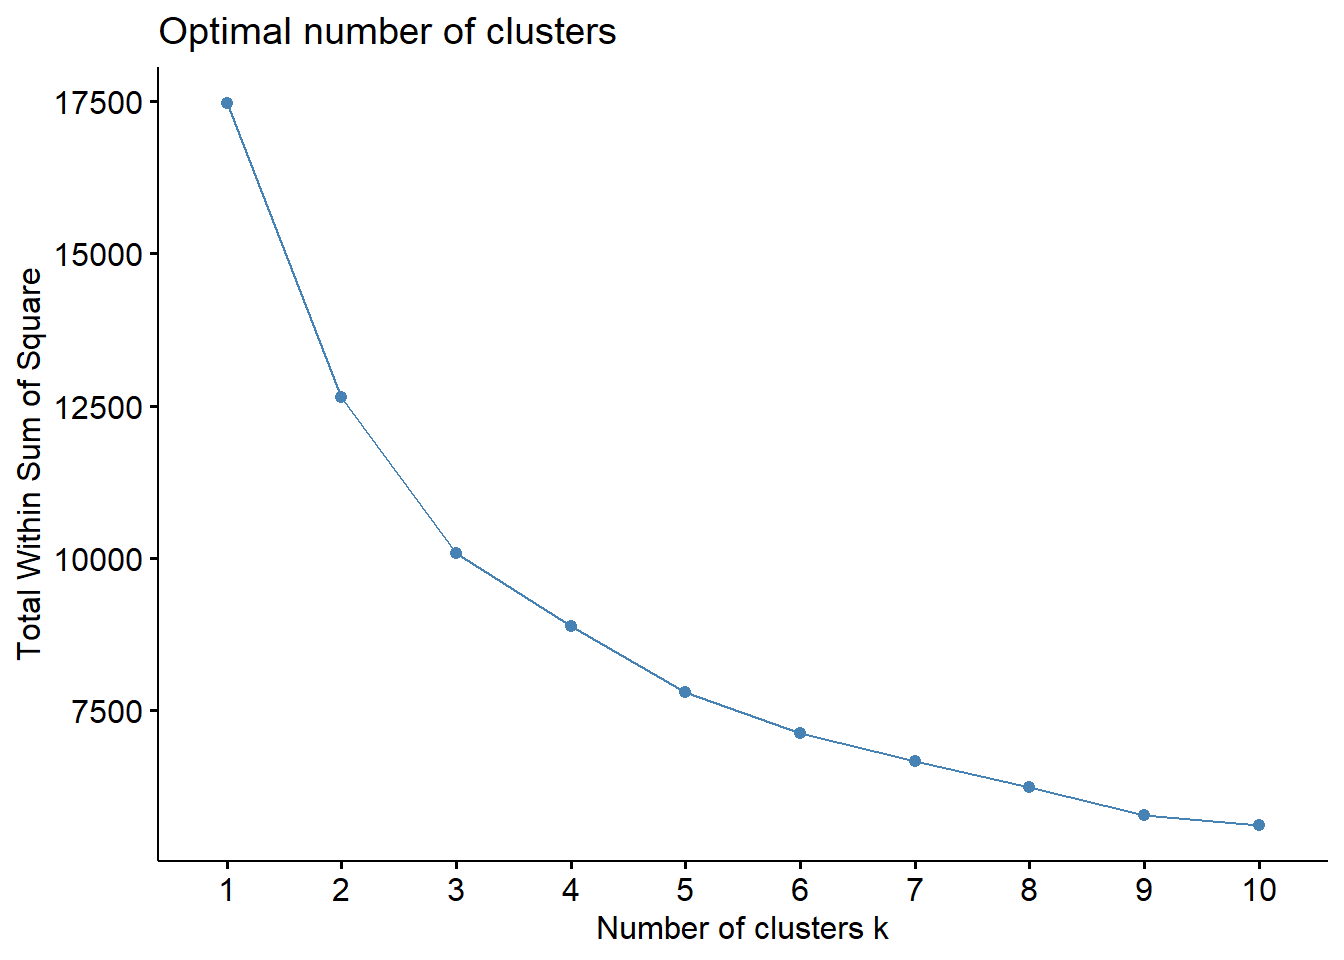 Optimal number of clusters
Total Within Sum of Square
17500
15000
12500
10000
7500
1 2 3 4 5 6 7 8 9 10
Number of clusters k